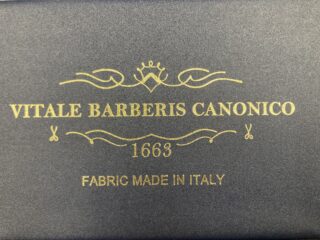 VITALE BARBERIS CANONICO
1663
FABRIC MADE IN ITALY